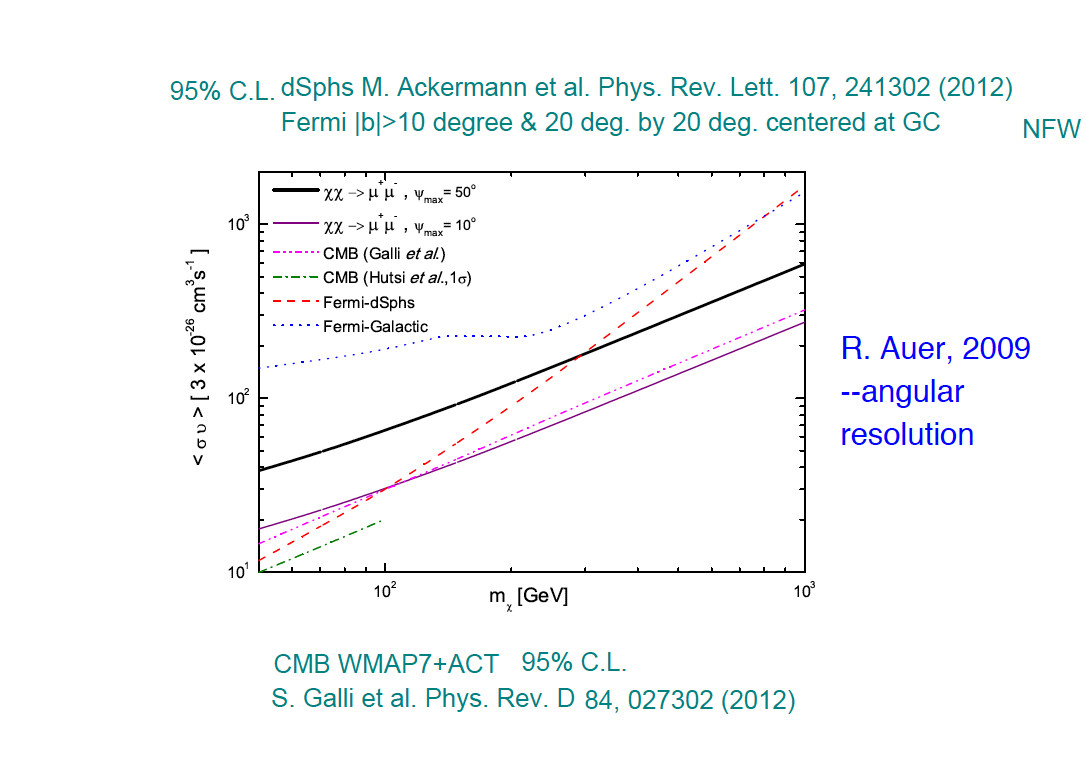 95% C.L. dSphs M. Ackermann et al. Phys. Rev. Lett. 107, 241302 (2012)
Fermi |b|>10 degree & 20 deg. by 20 deg. centered at GC
NFW
χχ –> μ⁺μ⁻ , ψmax= 50°
χχ –> μ⁺μ⁻ , ψmax= 10°
CMB (Galli et al.)
CMB (Hutsi et al.,1σ)
Fermi-dSphs
Fermi-Galactic
10³
10²
10¹
< σ υ > [ 3 x 10⁻²⁶ cm³s⁻¹ ]
10²
10³
mχ [GeV]
R. Auer, 2009
--angular
resolution
CMB WMAP7+ACT 95% C.L.
S. Galli et al. Phys. Rev. D 84, 027302 (2012)